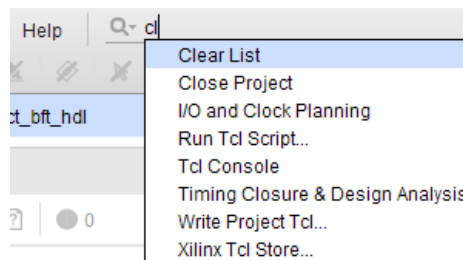 Help cl
Clear List
Close Project
I/O and Clock Planning
ct_bft_hdl
Run Tcl Script...
Tcl Console
Timing Closure & Design Analysis
0
Write Project Tcl...
Xilinx Tcl Store...